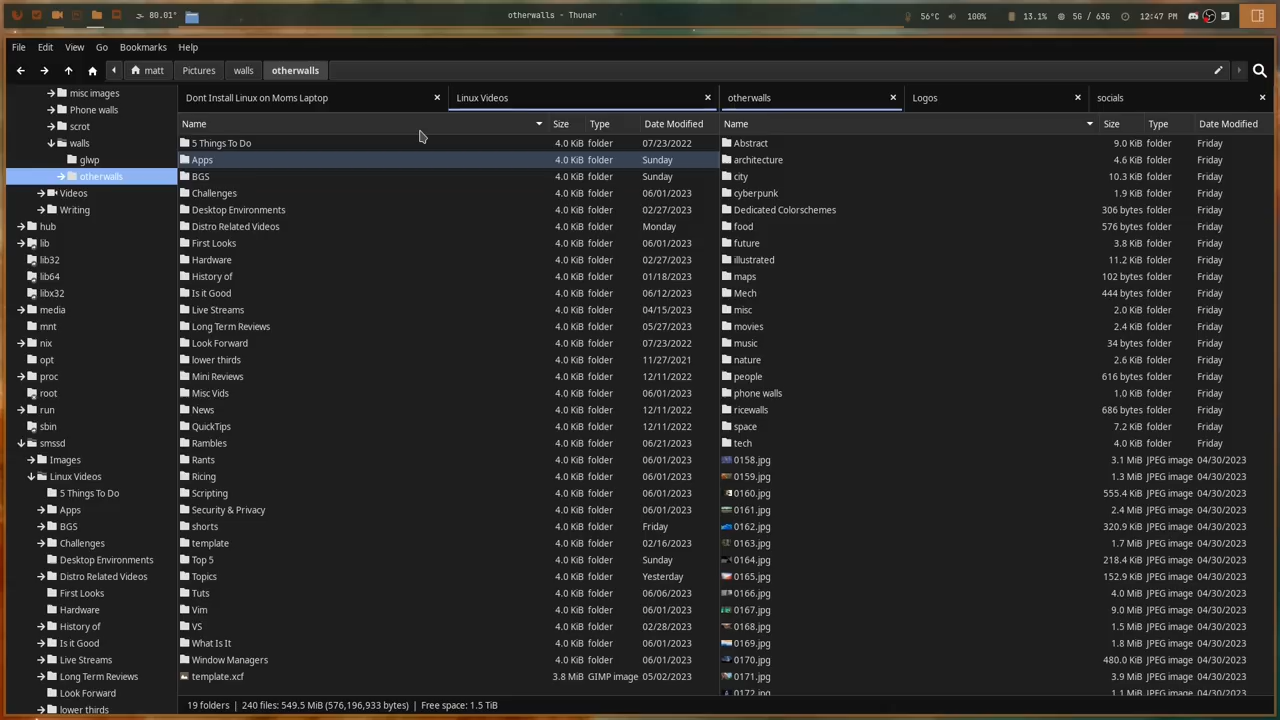 80.01°
otherwalls - Thunar
56°C 100% 13.1% 5G / 63G 12:47 PM
File Edit View Go Bookmarks Help
matt Pictures walls otherwalls
Dont Install Linux on Moms Laptop Linux Videos otherwalls Logos socials
misc images
Phone walls
scrot
walls
glwp
otherwalls
Videos
Writing
hub
lib
lib32
lib64
libx32
media
mnt
nix
opt
proc
root
run
sbin
smssd
Images
Linux Videos
5 Things To Do
Apps
BGS
Challenges
Desktop Environments
Distro Related Videos
First Looks
Hardware
History of
Is it Good
Live Streams
Long Term Reviews
Look Forward
lower thirds
Name Size Type Date Modified
5 Things To Do 4.0 KiB folder 07/23/2022
Apps 4.0 KiB folder Sunday
BGS 4.0 KiB folder Sunday
Challenges 4.0 KiB folder 06/01/2023
Desktop Environments 4.0 KiB folder 02/27/2023
Distro Related Videos 4.0 KiB folder Monday
First Looks 4.0 KiB folder 06/01/2023
Hardware 4.0 KiB folder 02/27/2023
History of 4.0 KiB folder 01/18/2023
Is it Good 4.0 KiB folder 06/12/2023
Live Streams 4.0 KiB folder 04/15/2023
Long Term Reviews 4.0 KiB folder 05/27/2023
Look Forward 4.0 KiB folder 07/23/2022
lower thirds 4.0 KiB folder 11/27/2021
Mini Reviews 4.0 KiB folder 12/11/2022
Misc Vids 4.0 KiB folder 06/01/2023
News 4.0 KiB folder 12/11/2022
QuickTips 4.0 KiB folder 12/11/2022
Rambles 4.0 KiB folder 06/21/2023
Rants 4.0 KiB folder 06/01/2023
Ricing 4.0 KiB folder 06/01/2023
Scripting 4.0 KiB folder 06/01/2023
Security & Privacy 4.0 KiB folder 06/01/2023
shorts 4.0 KiB folder Friday
template 4.0 KiB folder 02/16/2023
Top 5 4.0 KiB folder Sunday
Topics 4.0 KiB folder Yesterday
Tuts 4.0 KiB folder 06/06/2023
Vim 4.0 KiB folder 06/01/2023
VS 4.0 KiB folder 02/28/2023
What Is It 4.0 KiB folder 06/01/2023
Window Managers 4.0 KiB folder 06/01/2023
template.xcf 3.8 MiB GIMP image 05/02/2023
Name Size Type Date Modified
Abstract 9.0 KiB folder Friday
architecture 4.6 KiB folder Friday
city 10.3 KiB folder Friday
cyberpunk 1.9 KiB folder Friday
Dedicated Colorschemes 306 bytes folder Friday
food 576 bytes folder Friday
future 3.8 KiB folder Friday
illustrated 11.2 KiB folder Friday
maps 102 bytes folder Friday
Mech 444 bytes folder Friday
misc 2.0 KiB folder Friday
movies 2.4 KiB folder Friday
music 34 bytes folder Friday
nature 2.6 KiB folder Friday
people 616 bytes folder Friday
phone walls 1.0 KiB folder Friday
ricewalls 686 bytes folder Friday
space 7.2 KiB folder Friday
tech 4.0 KiB folder Friday
0158.jpg 3.1 MiB JPEG image 04/30/2023
0159.jpg 1.3 MiB JPEG image 04/30/2023
0160.jpg 555.4 KiB JPEG image 04/30/2023
0161.jpg 2.4 MiB JPEG image 04/30/2023
0162.jpg 320.9 KiB JPEG image 04/30/2023
0163.jpg 1.7 MiB JPEG image 04/30/2023
0164.jpg 218.4 KiB JPEG image 04/30/2023
0165.jpg 152.9 KiB JPEG image 04/30/2023
0166.jpg 4.0 MiB JPEG image 04/30/2023
0167.jpg 9.0 MiB JPEG image 04/30/2023
0168.jpg 1.5 MiB JPEG image 04/30/2023
0169.jpg 1.8 MiB JPEG image 04/30/2023
0170.jpg 480.0 KiB JPEG image 04/30/2023
0171.jpg 3.9 MiB JPEG image 04/30/2023
0172.jpg 1.1 MiB JPEG image 04/30/2023
19 folders | 240 files: 549.5 MiB (576,196,933 bytes) | Free space: 1.5 TiB